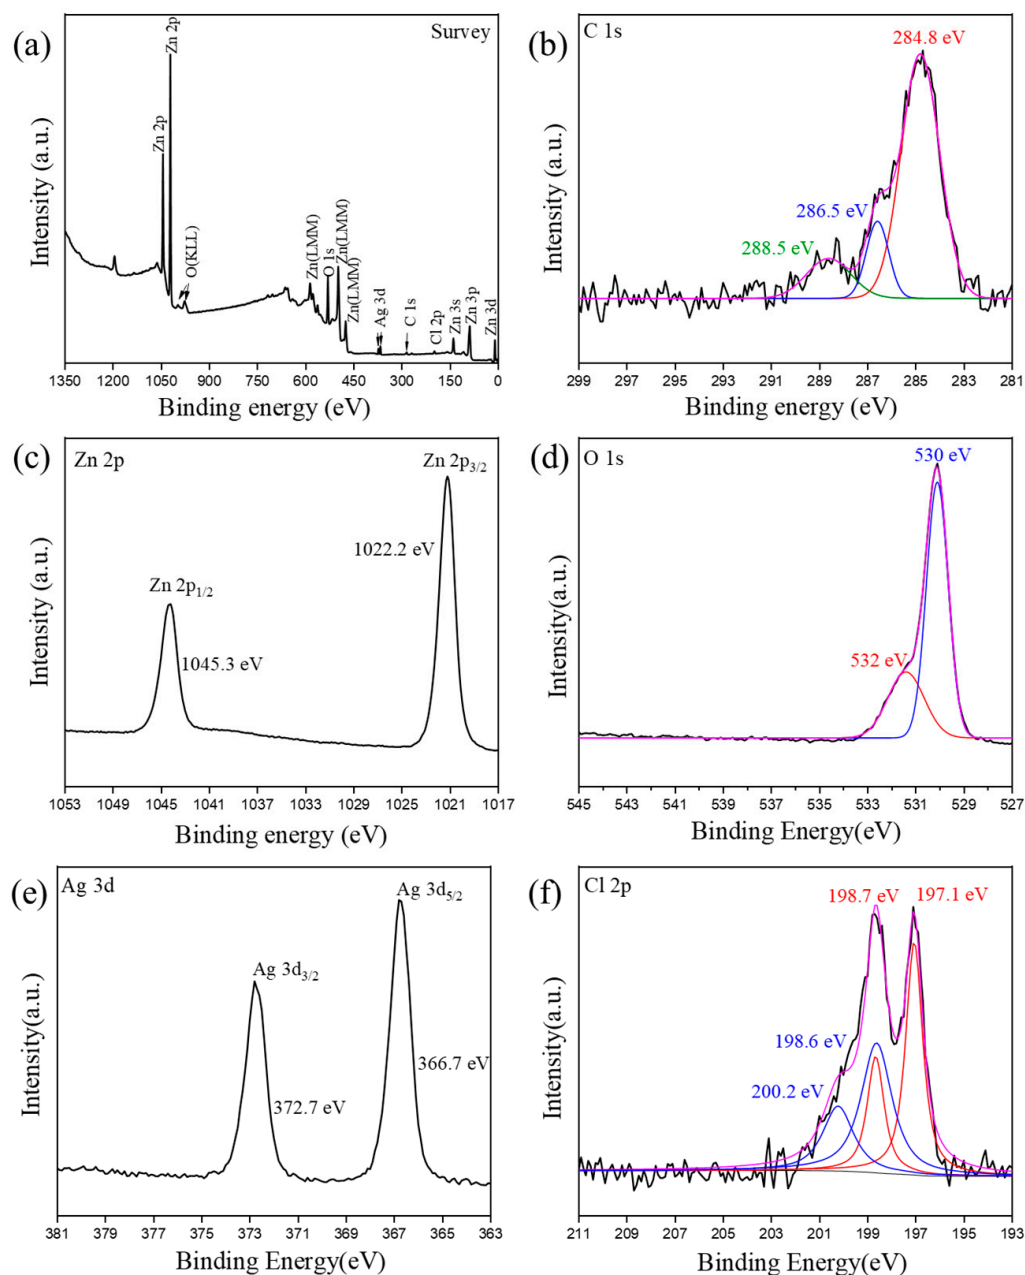 (a)
Survey
Zn 2p
Zn 2p
O(KLL)
Zn(LMM)
O 1s
Zn(LMM)
Zn(LMM)
Ag 3d
C 1s
Cl 2p
Zn 3s
Zn 3p
Zn 3d
Intensity (a.u.)
1350 1200 1050 900 750 600 450 300 150 0
Binding energy (eV)
(b)
C 1s
284.8 eV
286.5 eV
288.5 eV
Intensity (a.u.)
299 297 295 293 291 289 287 285 283 281
Binding energy (eV)
(c)
Zn 2p
Zn 2p3/2
1022.2 eV
Zn 2p1/2
1045.3 eV
Intensity (a.u.)
1053 1049 1045 1041 1037 1033 1029 1025 1021 1017
Binding energy (eV)
(d)
O 1s
530 eV
532 eV
Intensity(a.u.)
545 543 541 539 537 535 533 531 529 527
Binding Energy(eV)
(e)
Ag 3d
Ag 3d5/2
Ag 3d3/2
366.7 eV
372.7 eV
Intensity(a.u.)
381 379 377 375 373 371 369 367 365 363
Binding Energy(eV)
(f)
Cl 2p
198.7 eV
197.1 eV
198.6 eV
200.2 eV
Intensity(a.u.)
211 209 207 205 203 201 199 197 195 193
Binding Energy(eV)